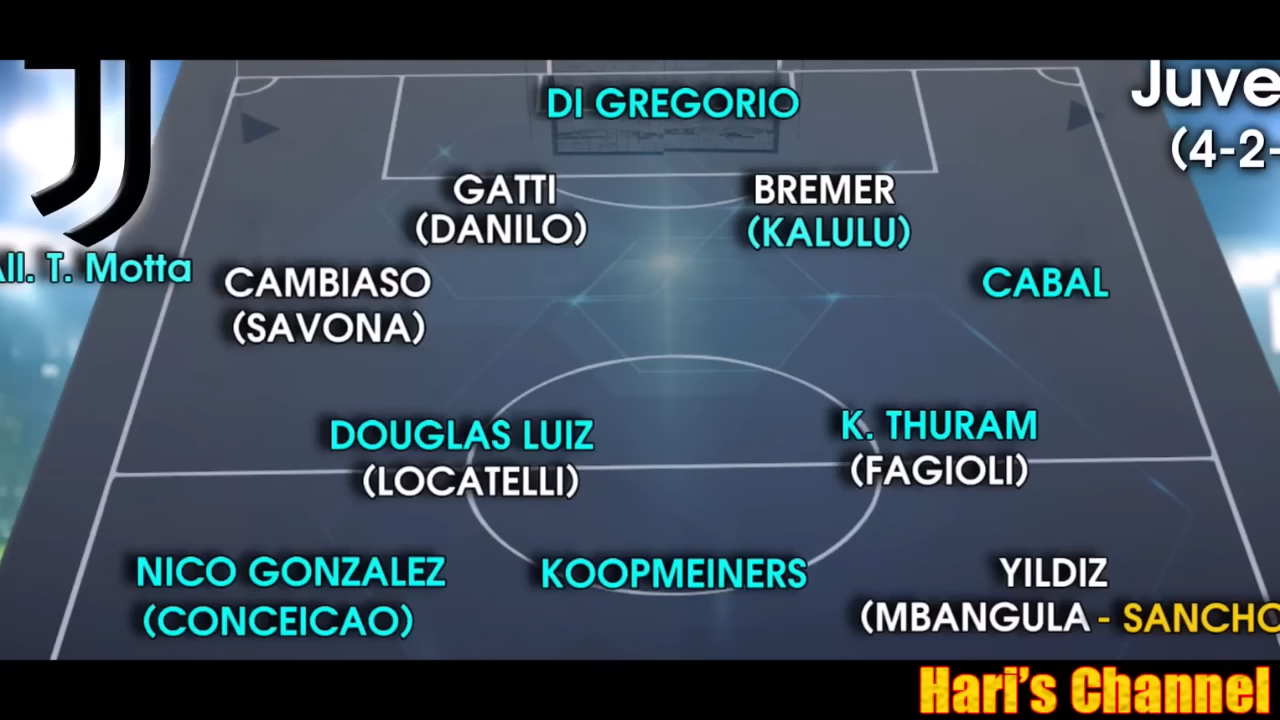 Juve
(4-2-
All. T. Motta
DI GREGORIO
GATTI
(DANILO)
BREMER
(KALULU)
CAMBIASO
(SAVONA)
CABAL
DOUGLAS LUIZ
(LOCATELLI)
K. THURAM
(FAGIOLI)
NICO GONZALEZ
(CONCEICAO)
KOOPMEINERS
YILDIZ
(MBANGULA - SANCHO
Hari's Channel